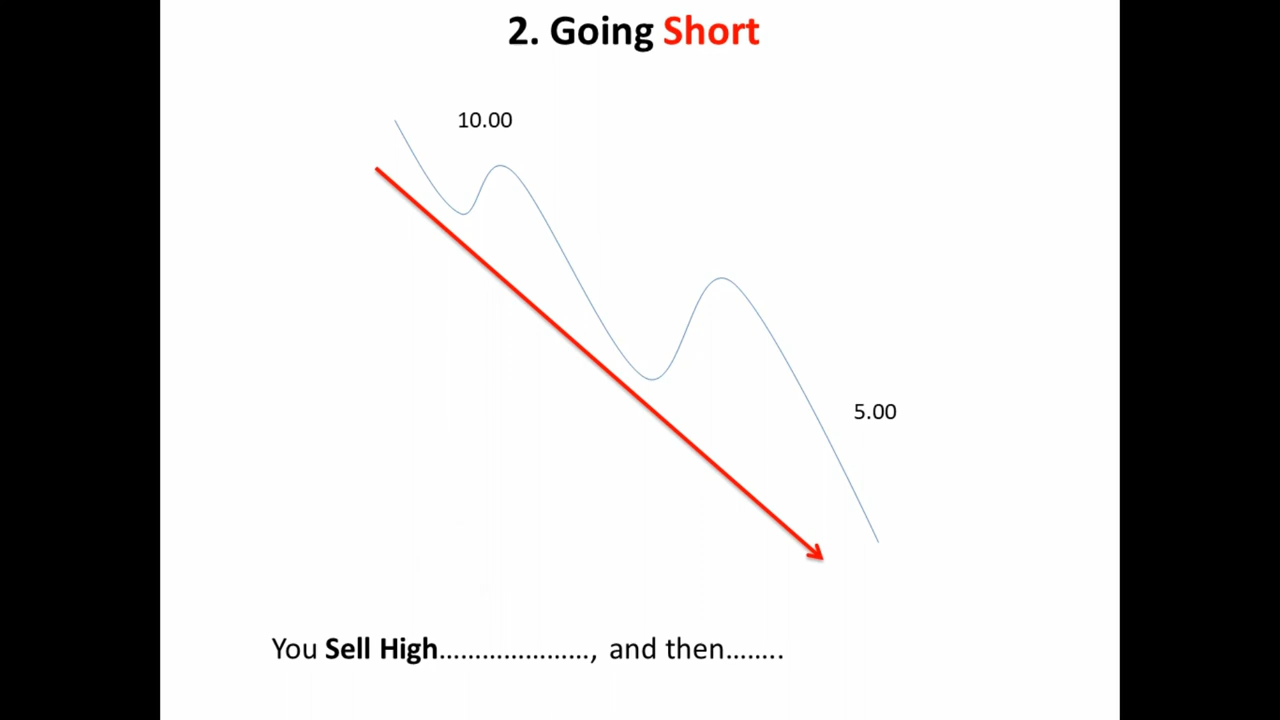 2. Going Short
10.00
5.00
You Sell High....................., and then........